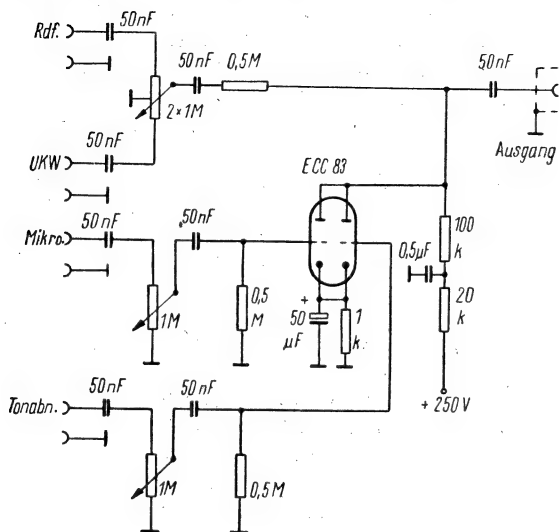 50nF
Rdf.
50nF
0,5M
50nF
2×1M
50nF
UKW
Ausgang
ECC 83
50nF
50nF
Mikro.
100
k
0,5µF
0,5
M
1M
+
50
µF
1
k
20
k
+ 250V
50nF
50nF
Tonabn.
1M
0,5M